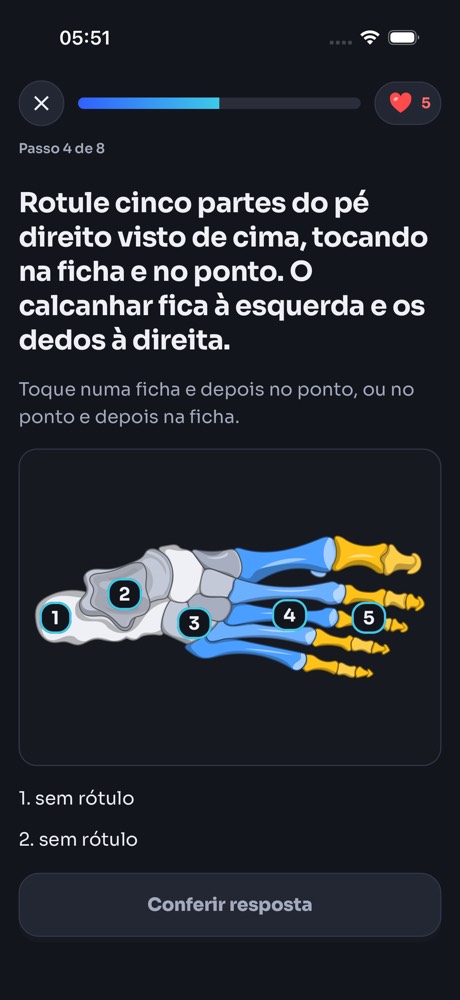 05:51
5
Passo 4 de 8
Rotule cinco partes do pé
direito visto de cima, tocando
na ficha e no ponto. O
calcanhar fica à esquerda e os
dedos à direita.
Toque numa ficha e depois no ponto, ou no
ponto e depois na ficha.
1
2
3
4
5
1. sem rótulo
2. sem rótulo
Conferir resposta